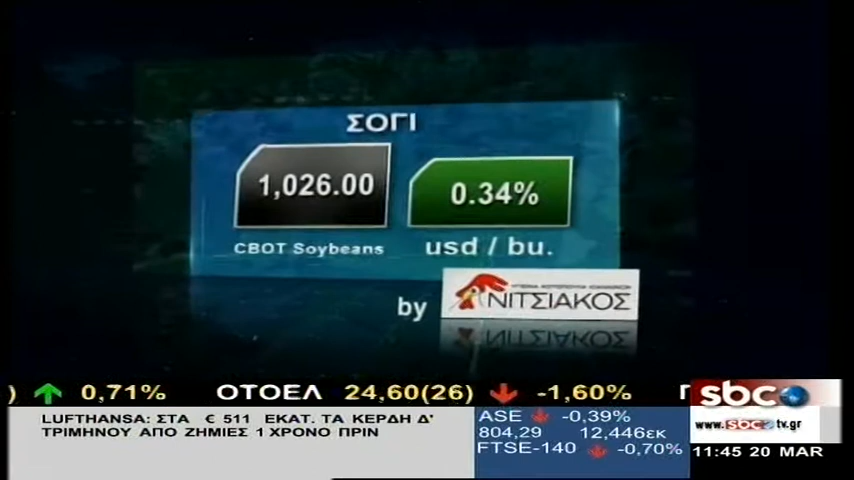 ΣΟΓΙ
1,026.00
0.34%
CBOT Soybeans
usd / bu.
by
ΝΙΤΣΙΑΚΟΣ
) 0,71% ΟΤΟΕΛ 24,60(26) -1,60%
sbc
www.sbctv.gr
LUFTHANSA: ΣΤΑ € 511 ΕΚΑΤ. ΤΑ ΚΕΡΔΗ Δ'
ΤΡΙΜΗΝΟΥ ΑΠΟ ΖΗΜΙΕΣ 1 ΧΡΟΝΟ ΠΡΙΝ
ASE -0,39%
804,29 12,446εκ
FTSE-140 -0,70%
11:45 20 MAR